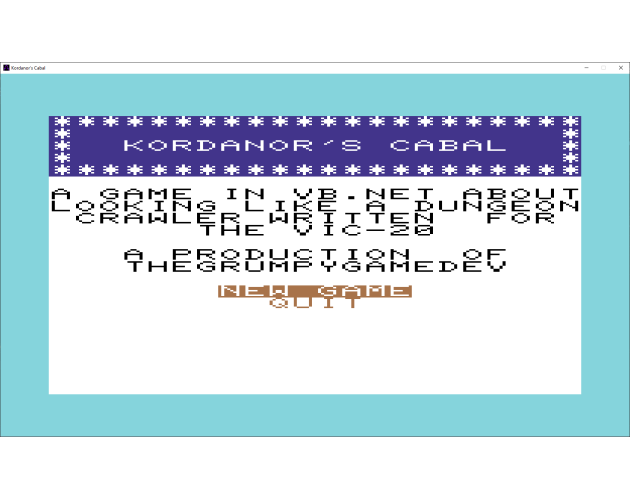 Kordanor's Cabal
KORDANOR'S CABAL
A GAME IN VB.NET ABOUT
LOOKING LIKE A DUNGEON
CRAWLER WRITTEN FOR
THE VIC-20
A PRODUCTION OF
THEGRUMPYGAMEDEV
NEW GAME
QUIT